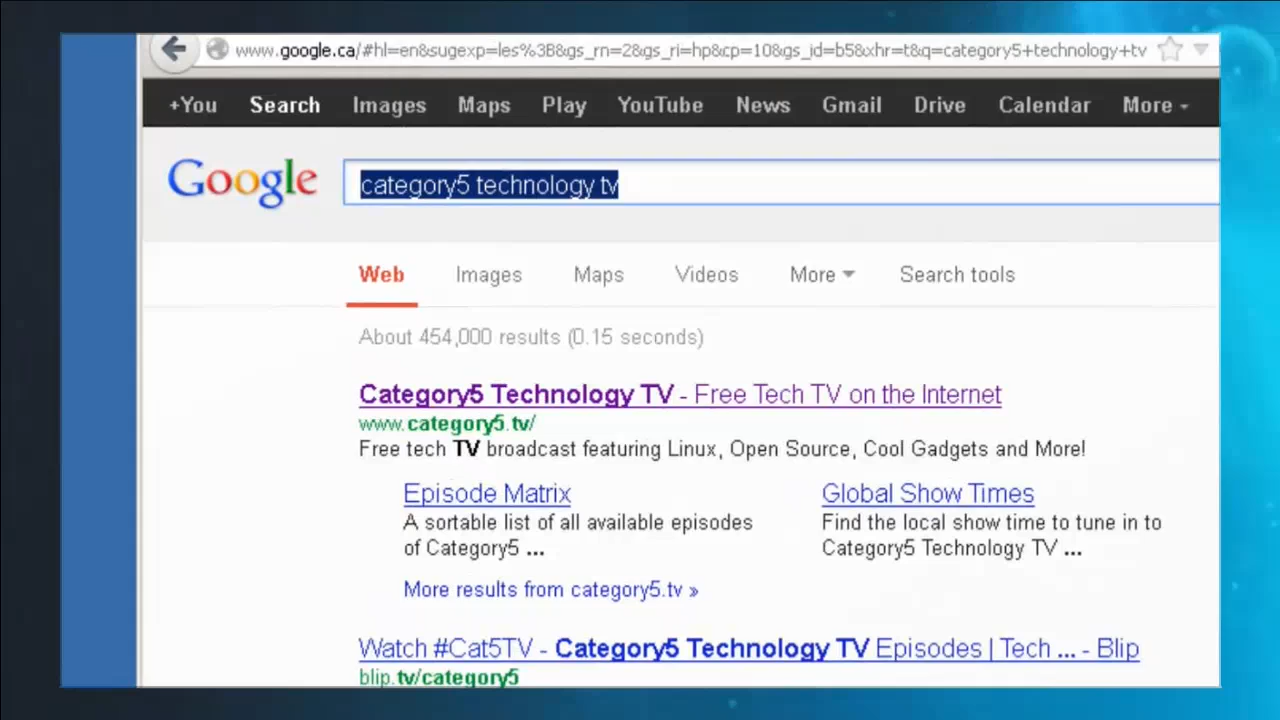 www.google.ca/#hl=en&sugexp=les%3B&gs_rn=2&gs_ri=hp&cp=10&gs_id=b5&xhr=t&q=category5+technology+tv
+You Search Images Maps Play YouTube News Gmail Drive Calendar More
Google category5 technology tv
Web Images Maps Videos More Search tools
About 454,000 results (0.15 seconds)
Category5 Technology TV - Free Tech TV on the Internet
www.category5.tv/
Free tech TV broadcast featuring Linux, Open Source, Cool Gadgets and More!
Episode Matrix Global Show Times
A sortable list of all available episodes Find the local show time to tune in to
of Category5 ... Category5 Technology TV ...
More results from category5.tv »
Watch #Cat5TV - Category5 Technology TV Episodes | Tech ... - Blip
blip.tv/category5